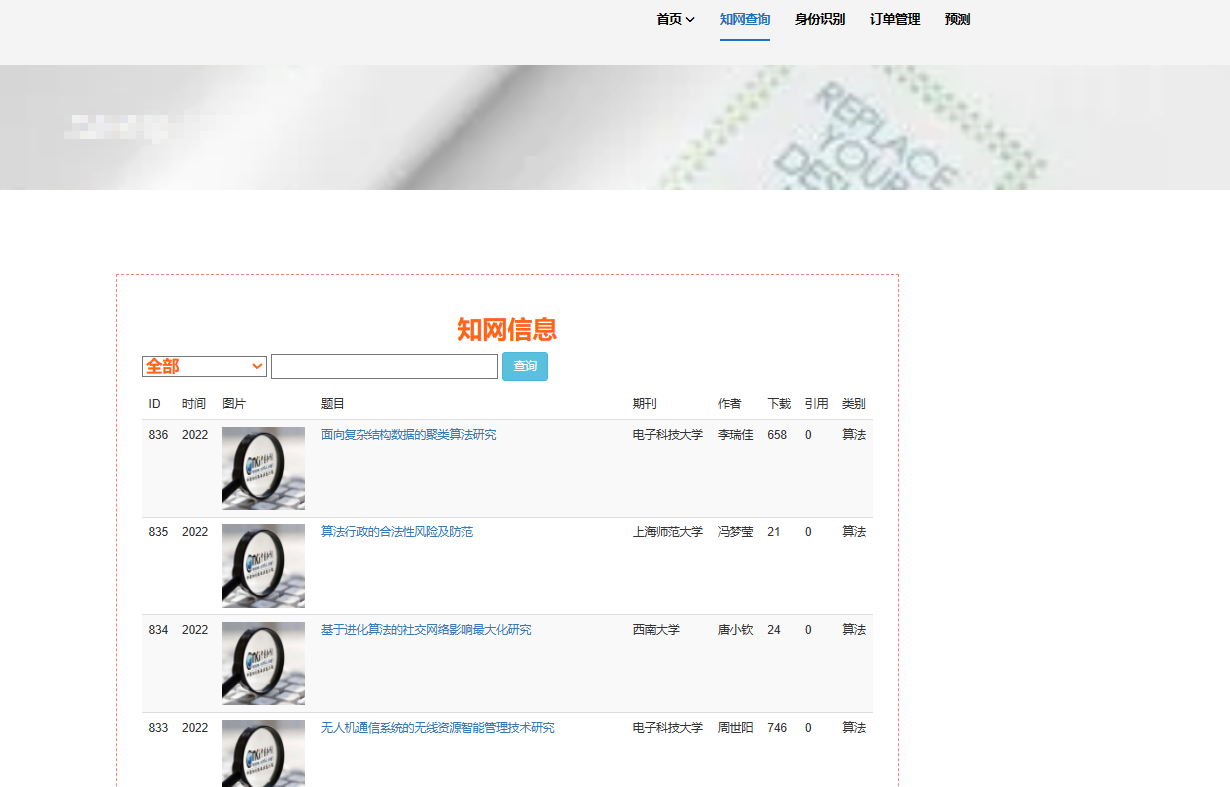 首页 知网查询 身份识别 订单管理 预测
REPLACE
YOUR
知网信息
全部 查询
ID 时间 图片 题目 期刊 作者 下载 引用 类别
836 2022 面向复杂结构数据的聚类算法研究 电子科技大学 李瑞佳 658 0 算法
835 2022 算法行政的合法性风险及防范 上海师范大学 冯梦莹 21 0 算法
834 2022 基于进化算法的社交网络影响最大化研究 西南大学 唐小钦 24 0 算法
833 2022 无人机通信系统的无线资源智能管理技术研究 电子科技大学 周世阳 746 0 算法